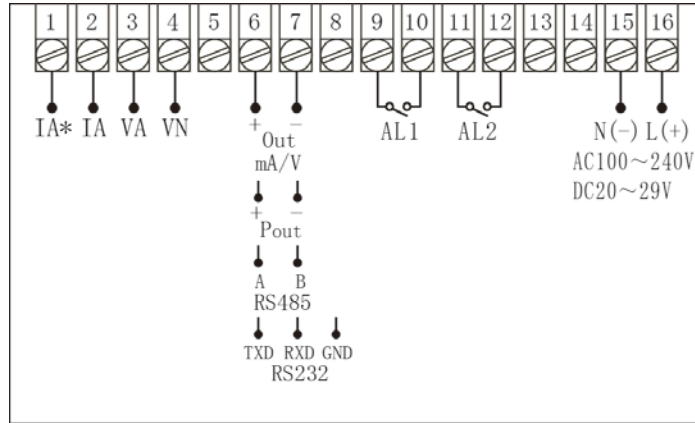 1 2 3 4 5 6 7 8 9 10 11 12 13 14 15 16
IA* IA VA VN + − AL1 AL2 N(−) L(+)
Out
mA/V
AC100～240V
DC20～29V
+ −
Pout
A B
RS485
TXD RXD GND
RS232